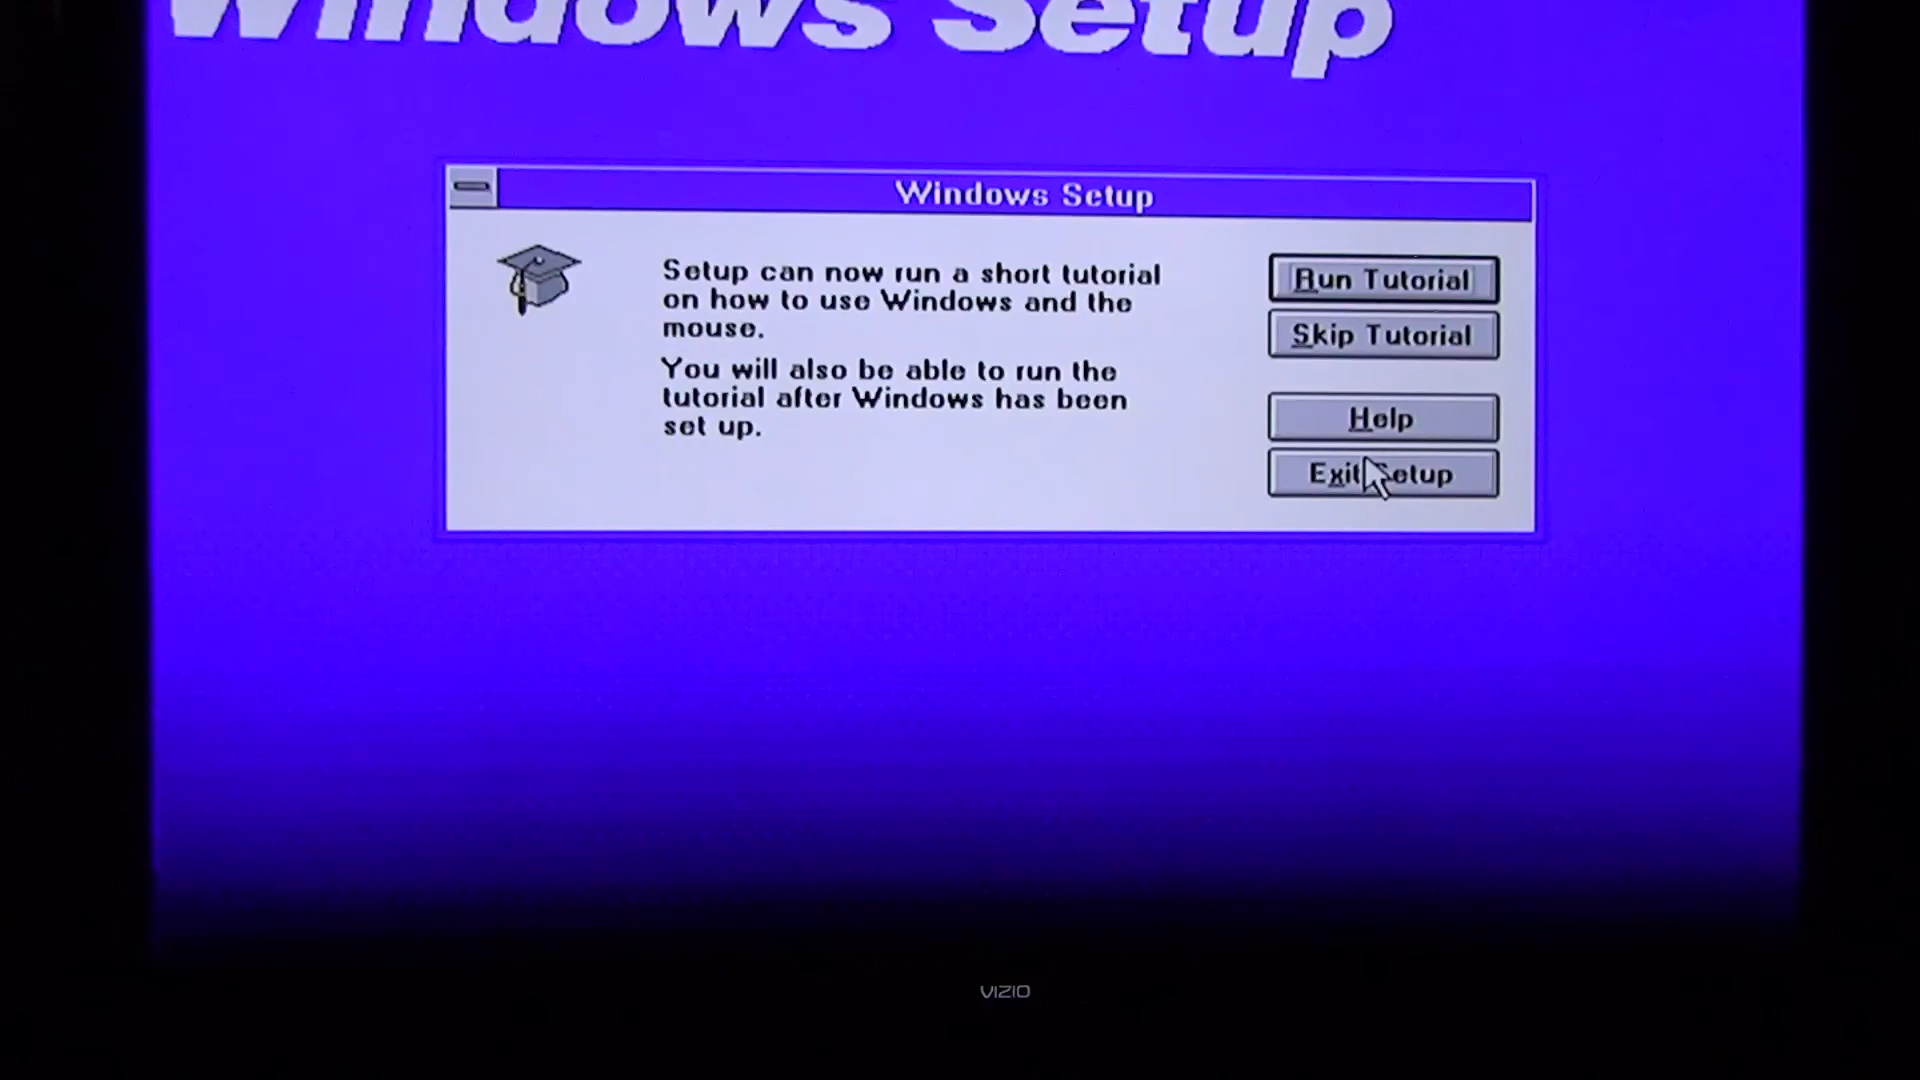 Windows Setup
Windows Setup
Setup can now run a short tutorial
on how to use Windows and the
mouse.
You will also be able to run the
tutorial after Windows has been
set up.
Run Tutorial
Skip Tutorial
Help
Exit Setup
VIZIO